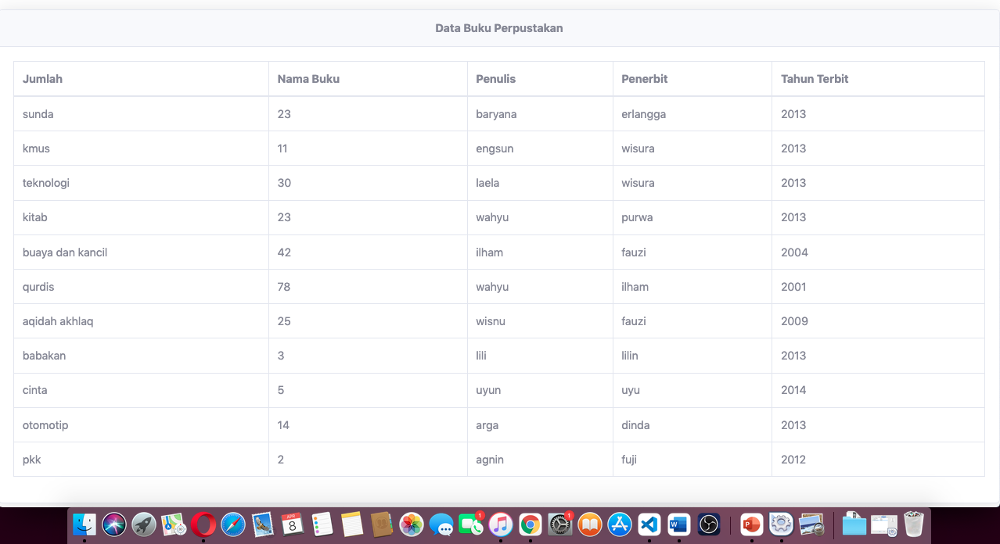 Data Buku Perpustakan
Jumlah Nama Buku Penulis Penerbit Tahun Terbit
sunda 23 baryana erlangga 2013
kmus 11 engsun wisura 2013
teknologi 30 laela wisura 2013
kitab 23 wahyu purwa 2013
buaya dan kancil 42 ilham fauzi 2004
qurdis 78 wahyu ilham 2001
aqidah akhlaq 25 wisnu fauzi 2009
babakan 3 lili lilin 2013
cinta 5 uyun uyu 2014
otomotip 14 arga dinda 2013
pkk 2 agnin fuji 2012
APR 1 1
8 W P